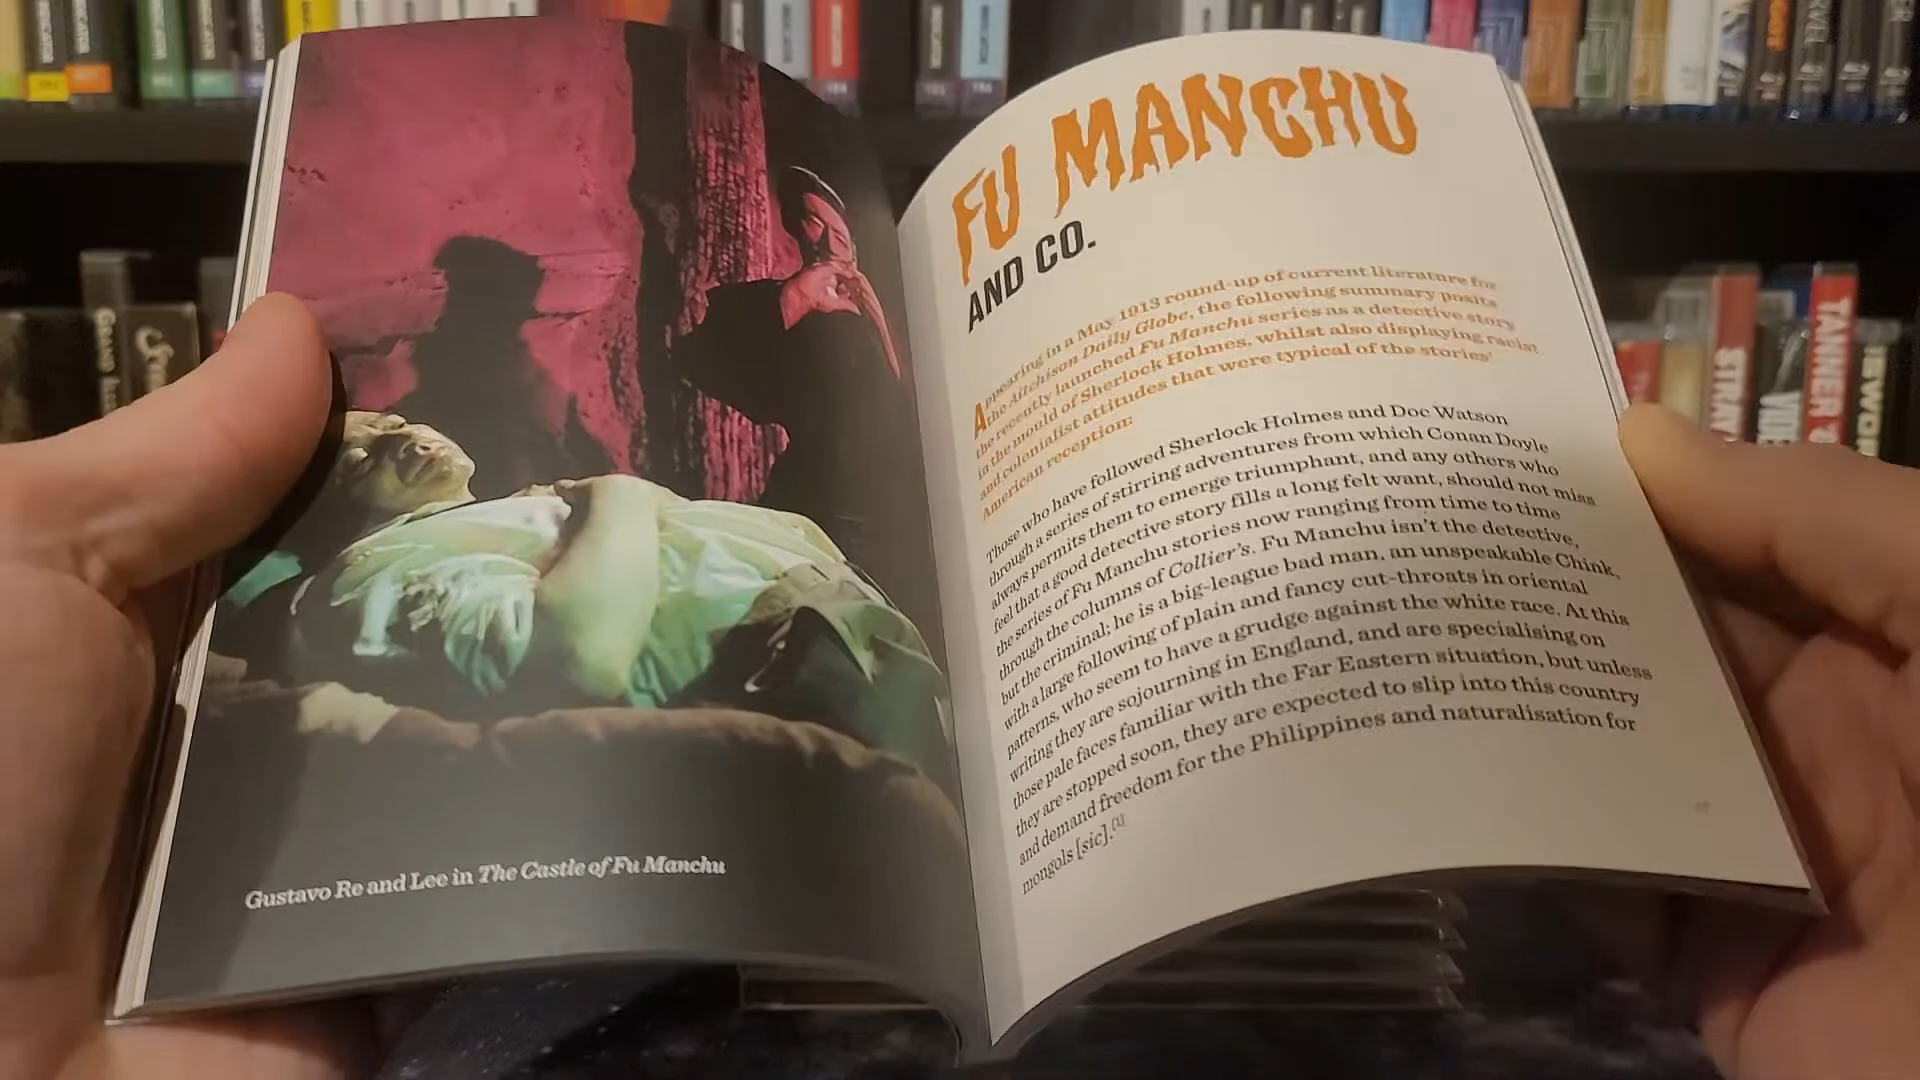 Gustavo Re and Lee in The Castle of Fu Manchu
FU MANCHU
AND CO.
Appearing in a May 1913 round-up of current literature for
the Aitchison Daily Globe, the following summary posits
the recently launched Fu Manchu series as a detective story
in the mould of Sherlock Holmes, whilst also displaying racist
and colonialist attitudes that were typical of the stories'
American reception:
Those who have followed Sherlock Holmes and Doc Watson
through a series of stirring adventures from which Conan Doyle
always permits them to emerge triumphant, and any others who
feel that a good detective story fills a long felt want, should not miss
the series of Fu Manchu stories now ranging from time to time
through the columns of Collier's. Fu Manchu isn't the detective,
but the criminal; he is a big-league bad man, an unspeakable Chink,
with a large following of plain and fancy cut-throats in oriental
patterns, who seem to have a grudge against the white race. At this
writing they are sojourning in England, and are specialising on
those pale faces familiar with the Far Eastern situation, but unless
they are stopped soon, they are expected to slip into this country
and demand freedom for the Philippines and naturalisation for
mongols [sic].[1]
STRAY
TANNER &